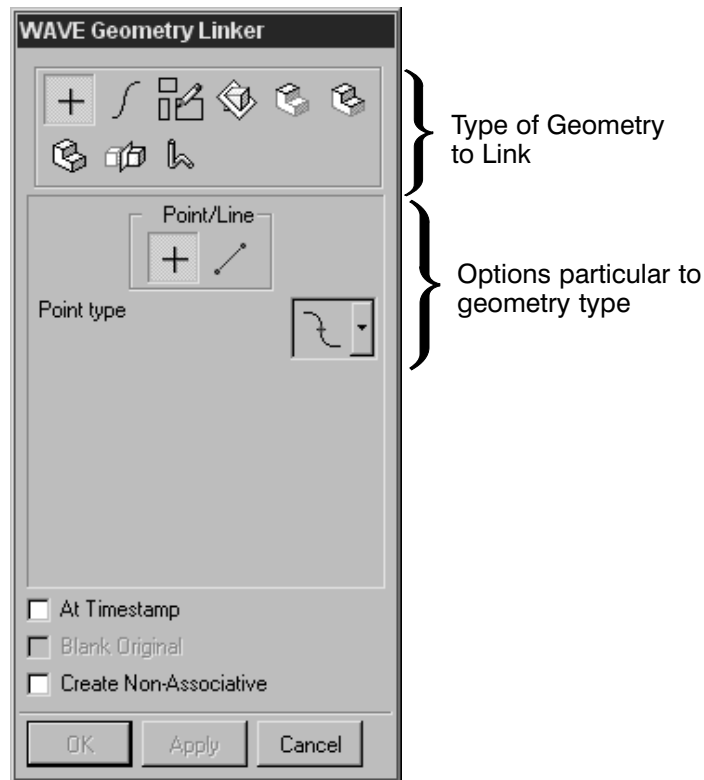 WAVE Geometry Linker
Type of Geometry
to Link
Point/Line
Options particular to
geometry type
Point type
At Timestamp
Blank Original
Create Non-Associative
OK Apply Cancel